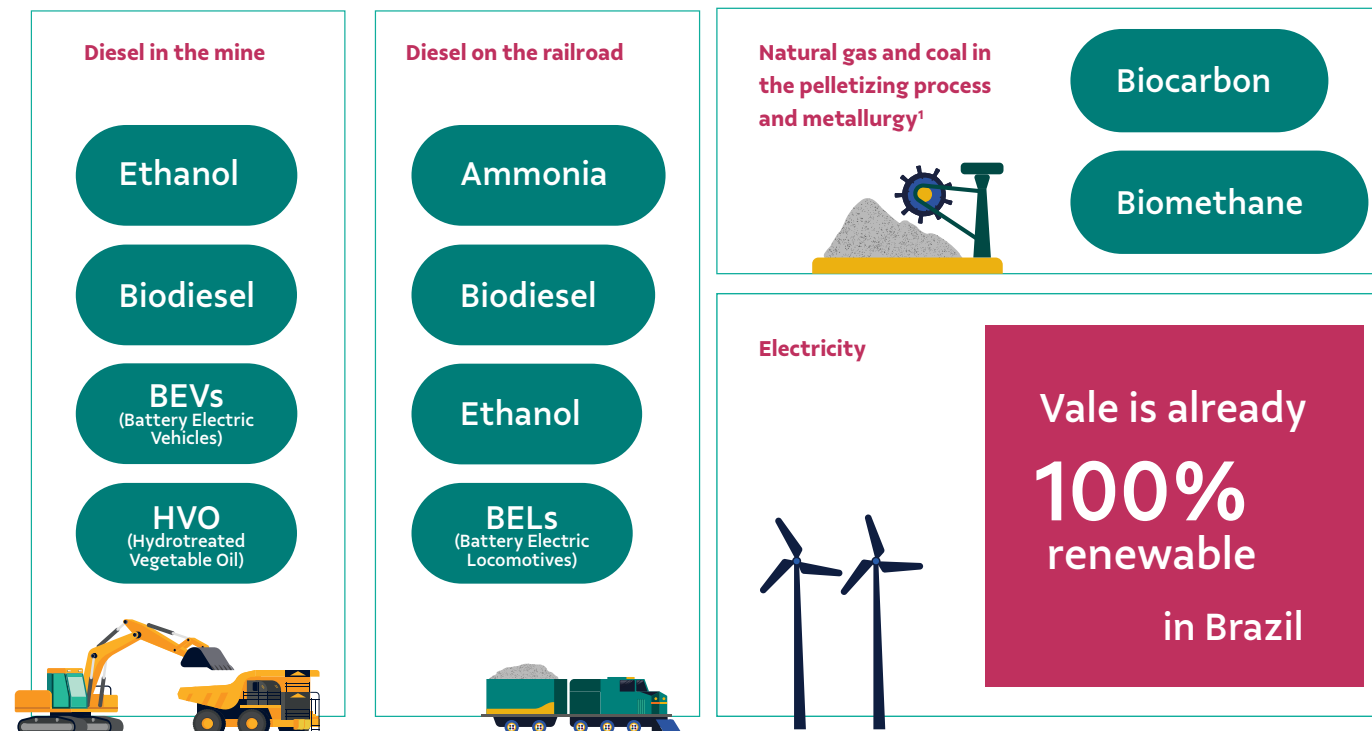 Diesel in the mine
Ethanol
Biodiesel
BEVs
(Battery Electric
Vehicles)
HVO
(Hydrotreated
Vegetable Oil)
Diesel on the railroad
Ammonia
Biodiesel
Ethanol
BELs
(Battery Electric
Locomotives)
Natural gas and coal in
the pelletizing process
and metallurgy¹
Biocarbon
Biomethane
Electricity
Vale is already
100%
renewable
in Brazil